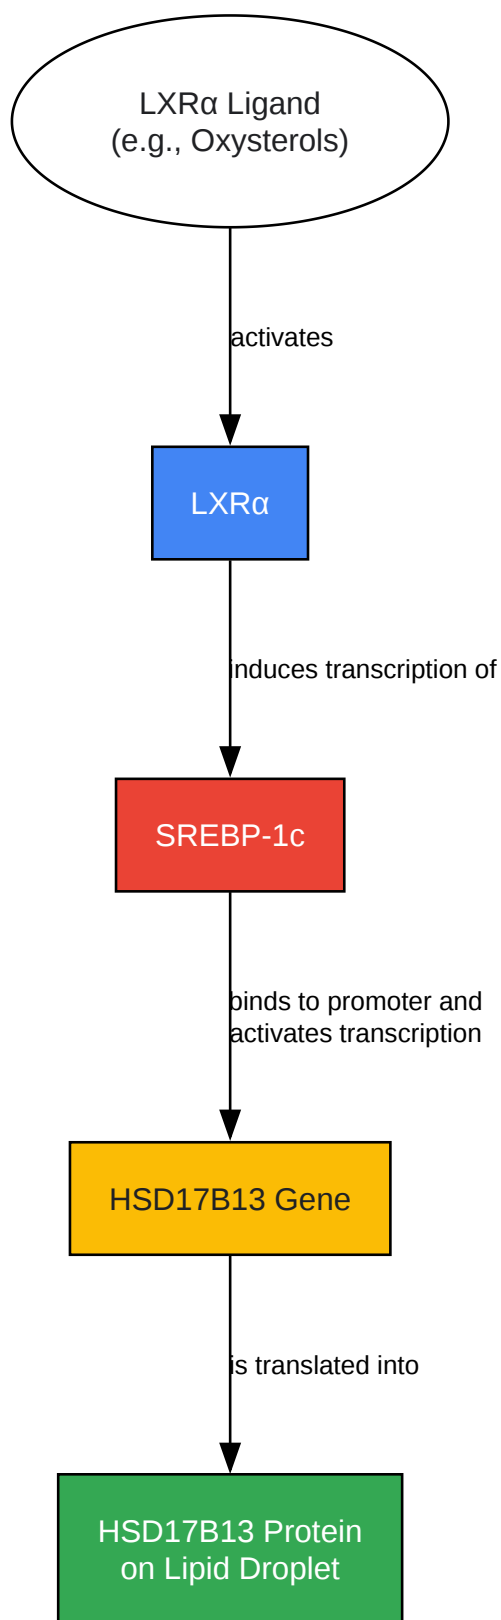 LXRα Ligand
(e.g., Oxysterols)
activates
LXRα
induces transcription of
SREBP-1c
binds to promoter and
activates transcription
HSD17B13 Gene
is translated into
HSD17B13 Protein
on Lipid Droplet